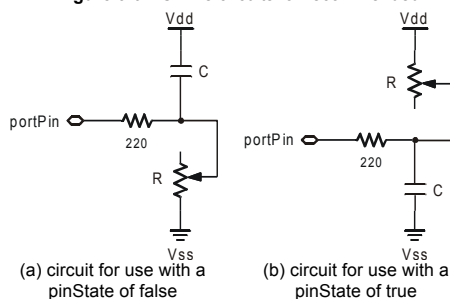 Vdd
C
portPin
220
R
Vss
(a) circuit for use with a
pinState of false
Vdd
R
portPin
220
C
Vss
(b) circuit for use with a
pinState of true